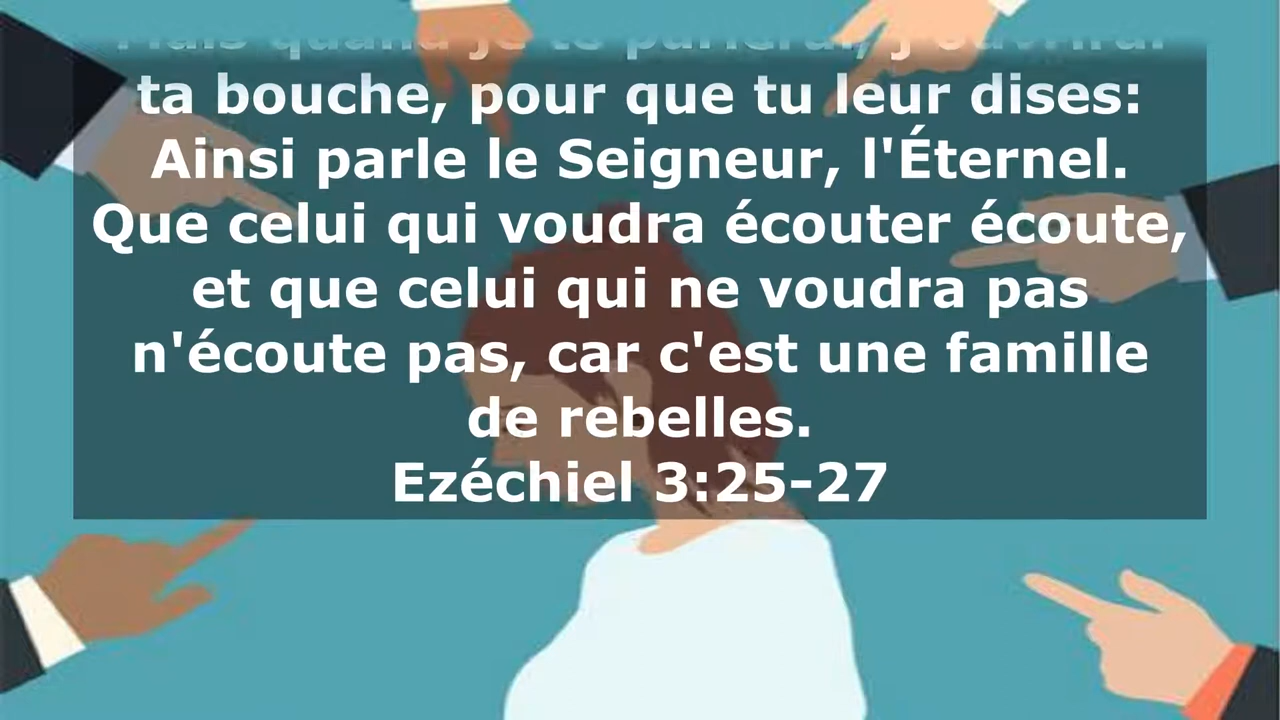 Mais quand je te parlerai, j'ouvrirai
ta bouche, pour que tu leur dises:
Ainsi parle le Seigneur, l'Éternel.
Que celui qui voudra écouter écoute,
et que celui qui ne voudra pas
n'écoute pas, car c'est une famille
de rebelles.
Ezéchiel 3:25-27